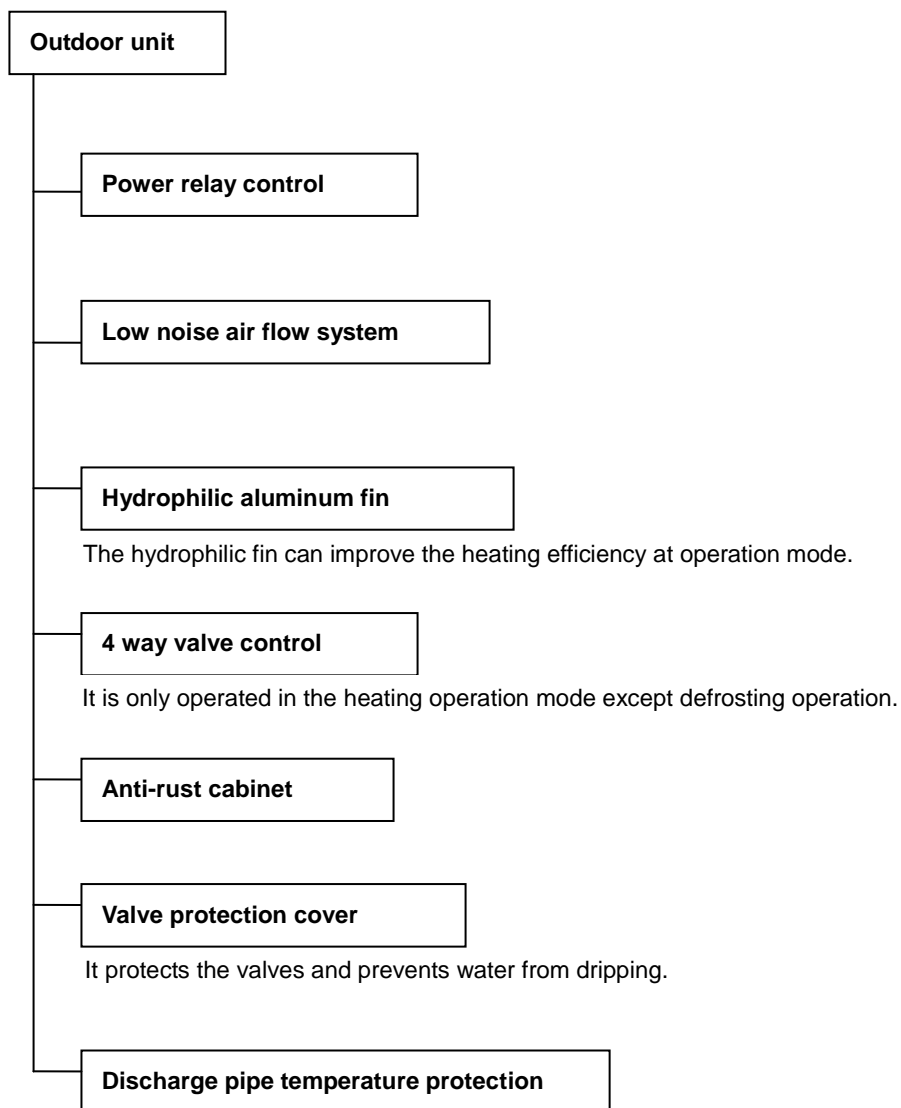 Outdoor unit
Power relay control
Low noise air flow system
Hydrophilic aluminum fin
The hydrophilic fin can improve the heating efficiency at operation mode.
4 way valve control
It is only operated in the heating operation mode except defrosting operation.
Anti-rust cabinet
Valve protection cover
It protects the valves and prevents water from dripping.
Discharge pipe temperature protection